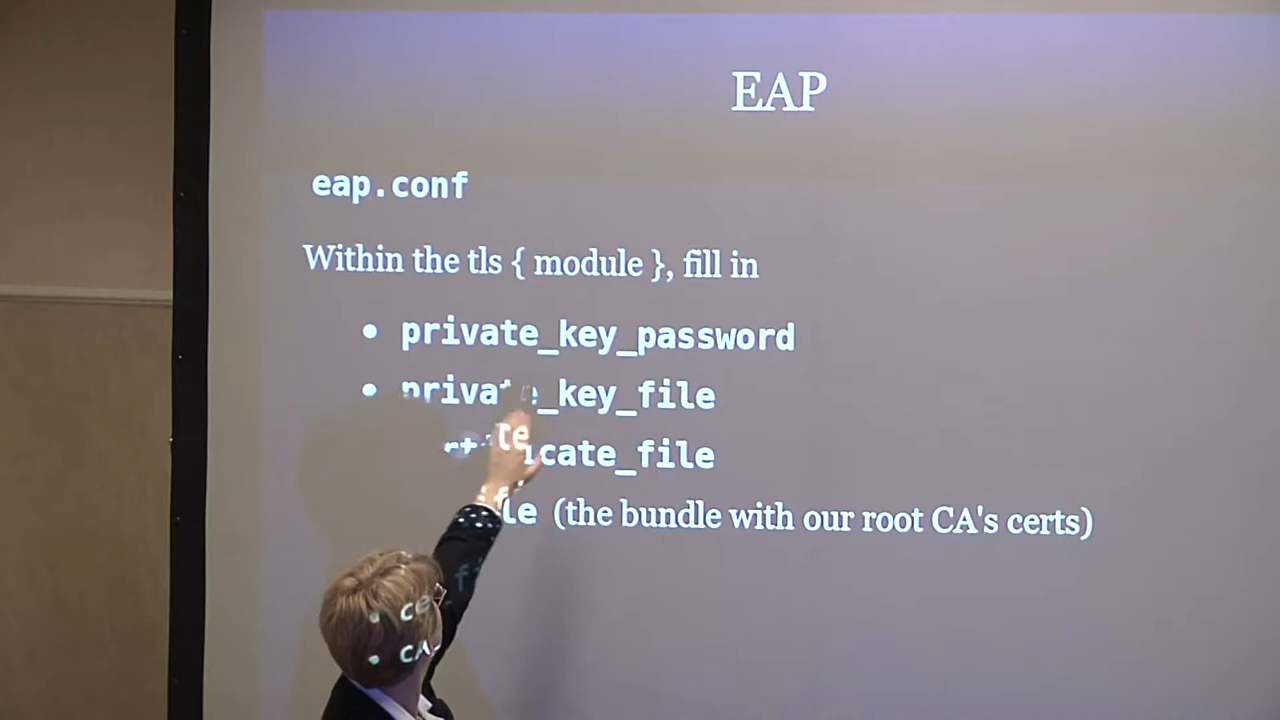 EAP
eap.conf
Within the tls { module }, fill in
• private_key_password
• private_key_file
certificate_file
(the bundle with our root CA's certs)